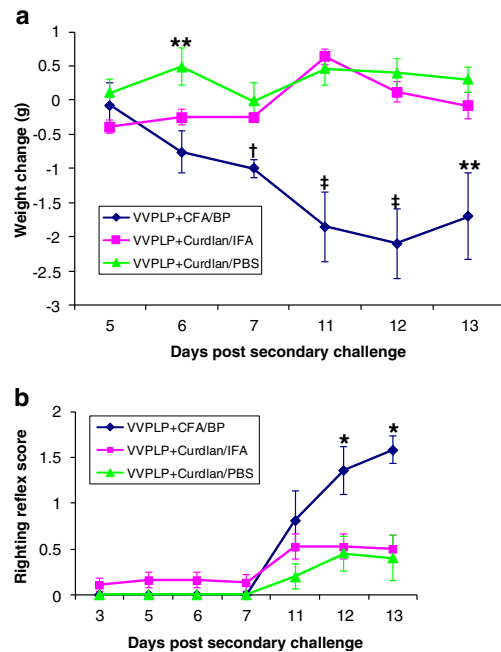 a
Weight change (g)
1
0.5
0
-0.5
-1
-1.5
-2
-2.5
-3
**
†
‡
‡
**
VVPLP+CFA/BP
VVPLP+Curdlan/IFA
VVPLP+Curdlan/PBS
5 6 7 11 12 13
Days post secondary challenge
b
Righting reflex score
2
1.5
1
0.5
0
VVPLP+CFA/BP
VVPLP+Curdlan/IFA
VVPLP+Curdlan/PBS
*
*
3 5 6 7 11 12 13
Days post secondary challenge